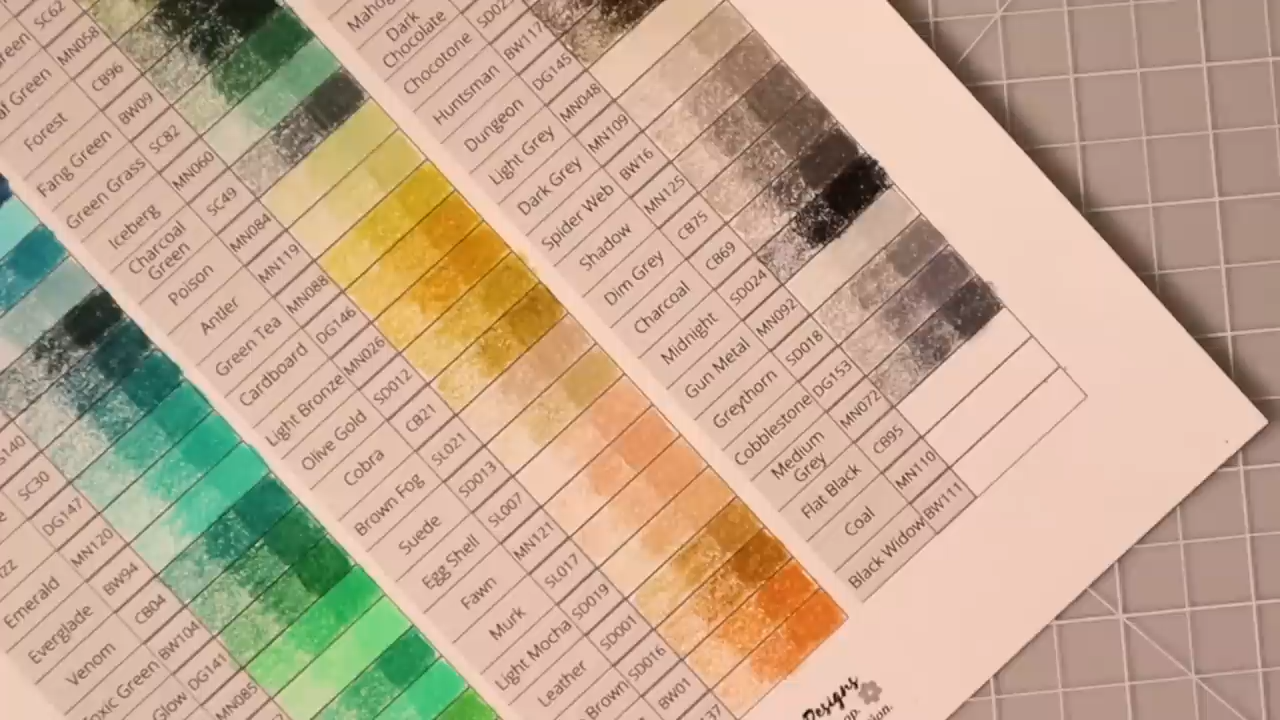 SC30
DG147
Emerald MN120
Everglade BW94
Venom CB04
Green BW104
Glow DG141
MN085
SC62
Green MN058
Forest CB96
Fang Green BW09
Green Grass SC82
Iceberg MN060
Charcoal
Green SC49
Poison MN084
Antler MN119
Green Tea MN088
Cardboard DG146
Light Bronze MN026
Olive Gold SD012
Cobra CB21
Brown Fog SL021
Suede SD013
Egg Shell SL007
Fawn MN121
Murk SL017
Light Mocha SD019
Leather SD001
Brown SD016
BW01
Dark
Chocolate
Chocotone
Huntsman BW117
Dungeon DG145
Light Grey MN048
Dark Grey MN109
Spider Web BW16
Shadow MN125
Dim Grey CB75
Charcoal CB69
Midnight SD024
Gun Metal MN092
Greythorn SD018
Cobblestone DG153
Medium
Grey MN072
Flat Black CB95
Coal MN110
Black Widow BW111
Designs